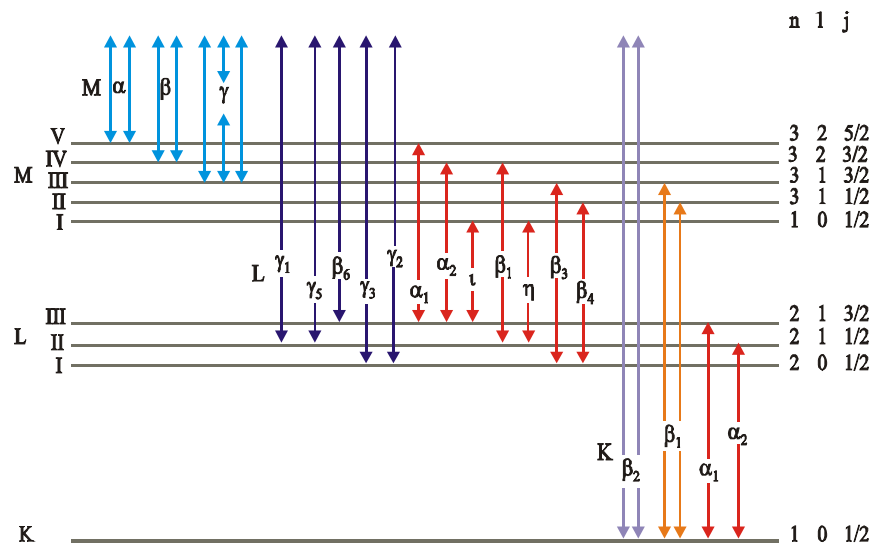 n l j
M α β γ
V 3 2 5/2
IV 3 2 3/2
M III 3 1 3/2
II 3 1 1/2
I 1 0 1/2
L γ1 γ5 β6 γ3 γ2 α1 α2 ι β1 η β3 β4
III 2 1 3/2
L II 2 1 1/2
I 2 0 1/2
K β2 β1 α1 α2
K 1 0 1/2